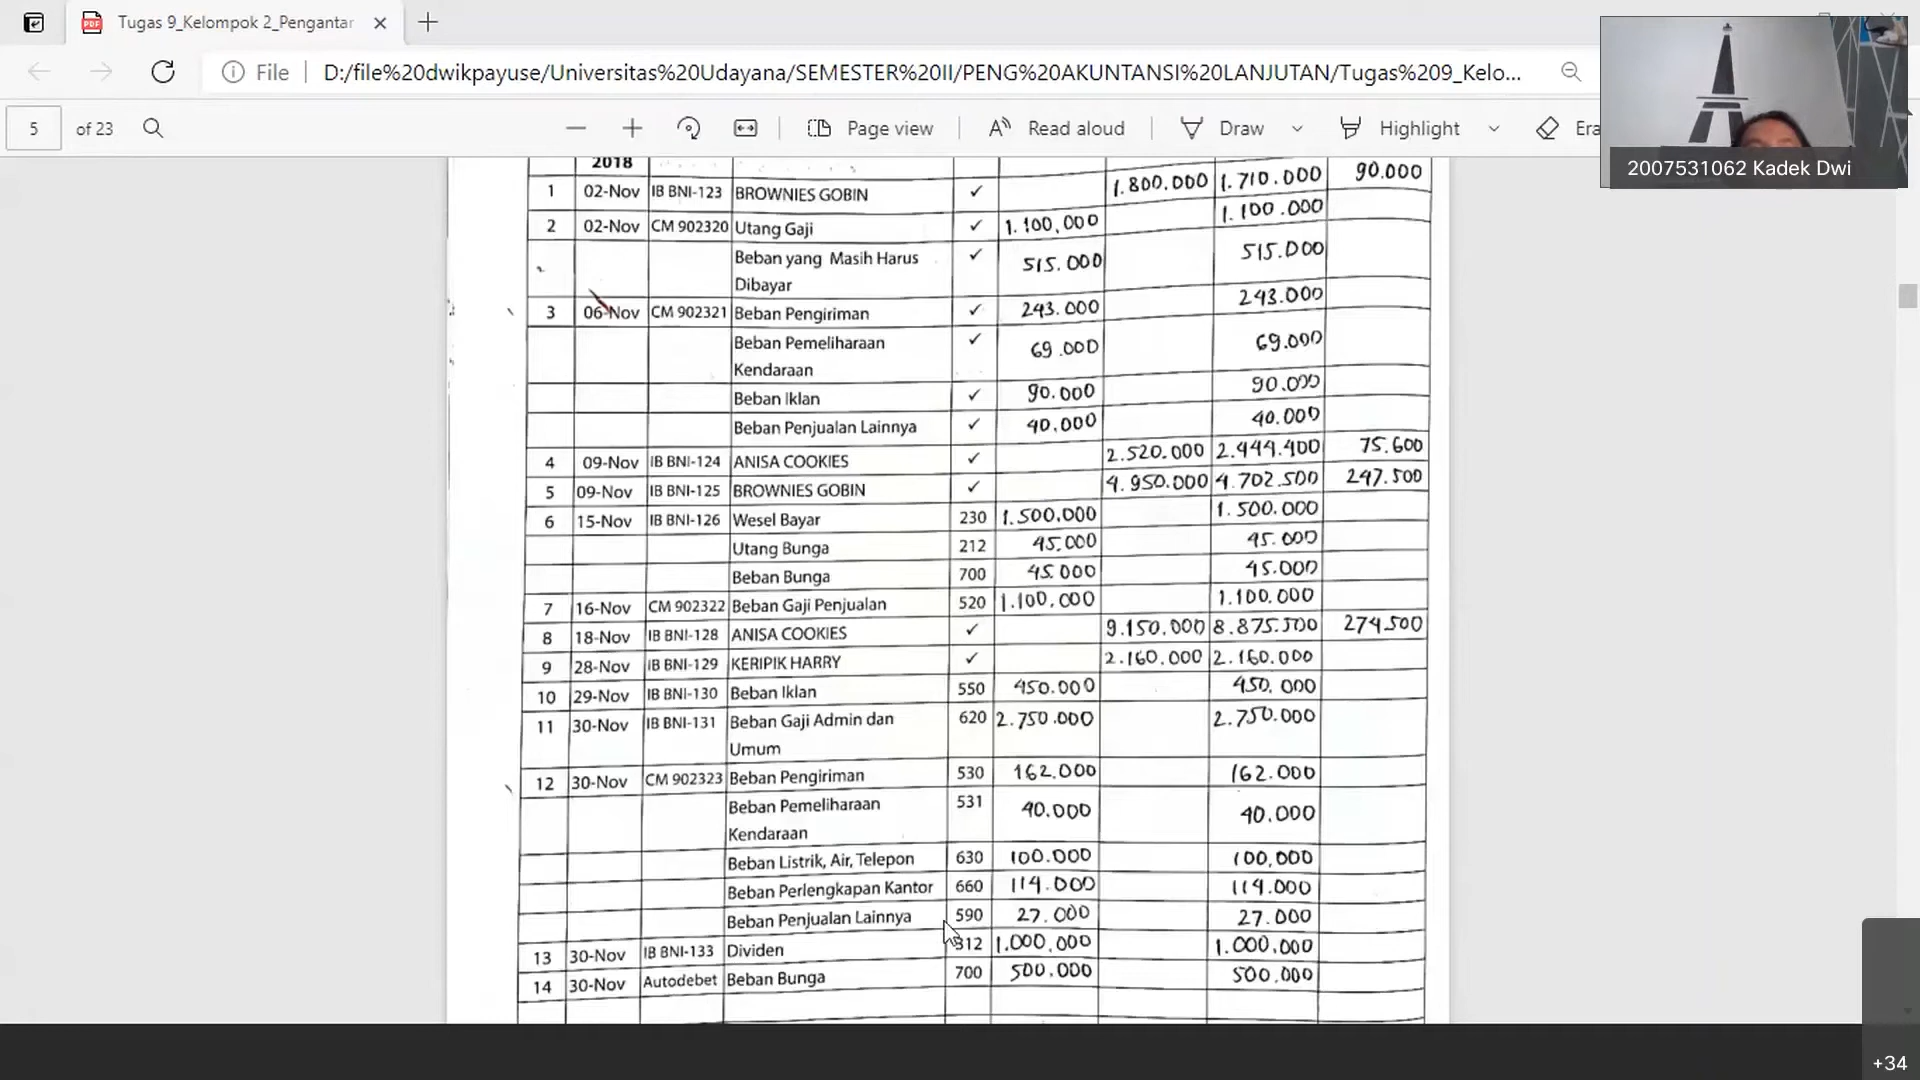 Tugas 9_Kelompok 2_Pengantar
File
D:/file%20dwikpayuse/Universitas%20Udayana/SEMESTER%20II/PENG%20AKUNTANSI%20LANJUTAN/Tugas%209_Kelo...
5 of 23
Page view
Read aloud
Draw
Highlight
Era
2007531062 Kadek Dwi
2018
1 02-Nov IB BNI-123 BROWNIES GOBIN ✓ 1.800.000 1.710.000 90.000
2 02-Nov CM 902320 Utang Gaji ✓ 1.100.000 1.100.000
Beban yang Masih Harus Dibayar ✓ 515.000 515.000
3 06-Nov CM 902321 Beban Pengiriman ✓ 243.000 243.000
Beban Pemeliharaan Kendaraan ✓ 69.000 69.000
Beban Iklan ✓ 90.000 90.000
Beban Penjualan Lainnya ✓ 40.000 40.000
4 09-Nov IB BNI-124 ANISA COOKIES ✓ 2.520.000 2.444.400 75.600
5 09-Nov IB BNI-125 BROWNIES GOBIN ✓ 4.950.000 4.702.500 247.500
6 15-Nov IB BNI-126 Wesel Bayar 230 1.500.000 1.500.000
Utang Bunga 212 45.000 45.000
Beban Bunga 700 45.000 45.000
7 16-Nov CM 902322 Beban Gaji Penjualan 520 1.100.000 1.100.000
8 18-Nov IB BNI-128 ANISA COOKIES ✓ 9.150.000 8.875.500 274.500
9 28-Nov IB BNI-129 KERIPIK HARRY ✓ 2.160.000 2.160.000
10 29-Nov IB BNI-130 Beban Iklan 550 450.000 450.000
11 30-Nov IB BNI-131 Beban Gaji Admin dan Umum 620 2.750.000 2.750.000
12 30-Nov CM 902323 Beban Pengiriman 530 162.000 162.000
Beban Pemeliharaan Kendaraan 531 40.000 40.000
Beban Listrik, Air, Telepon 630 100.000 100.000
Beban Perlengkapan Kantor 660 114.000 114.000
Beban Penjualan Lainnya 590 27.000 27.000
13 30-Nov IB BNI-133 Dividen 312 1.000.000 1.000.000
14 30-Nov Autodebet Beban Bunga 700 500.000 500.000
+34